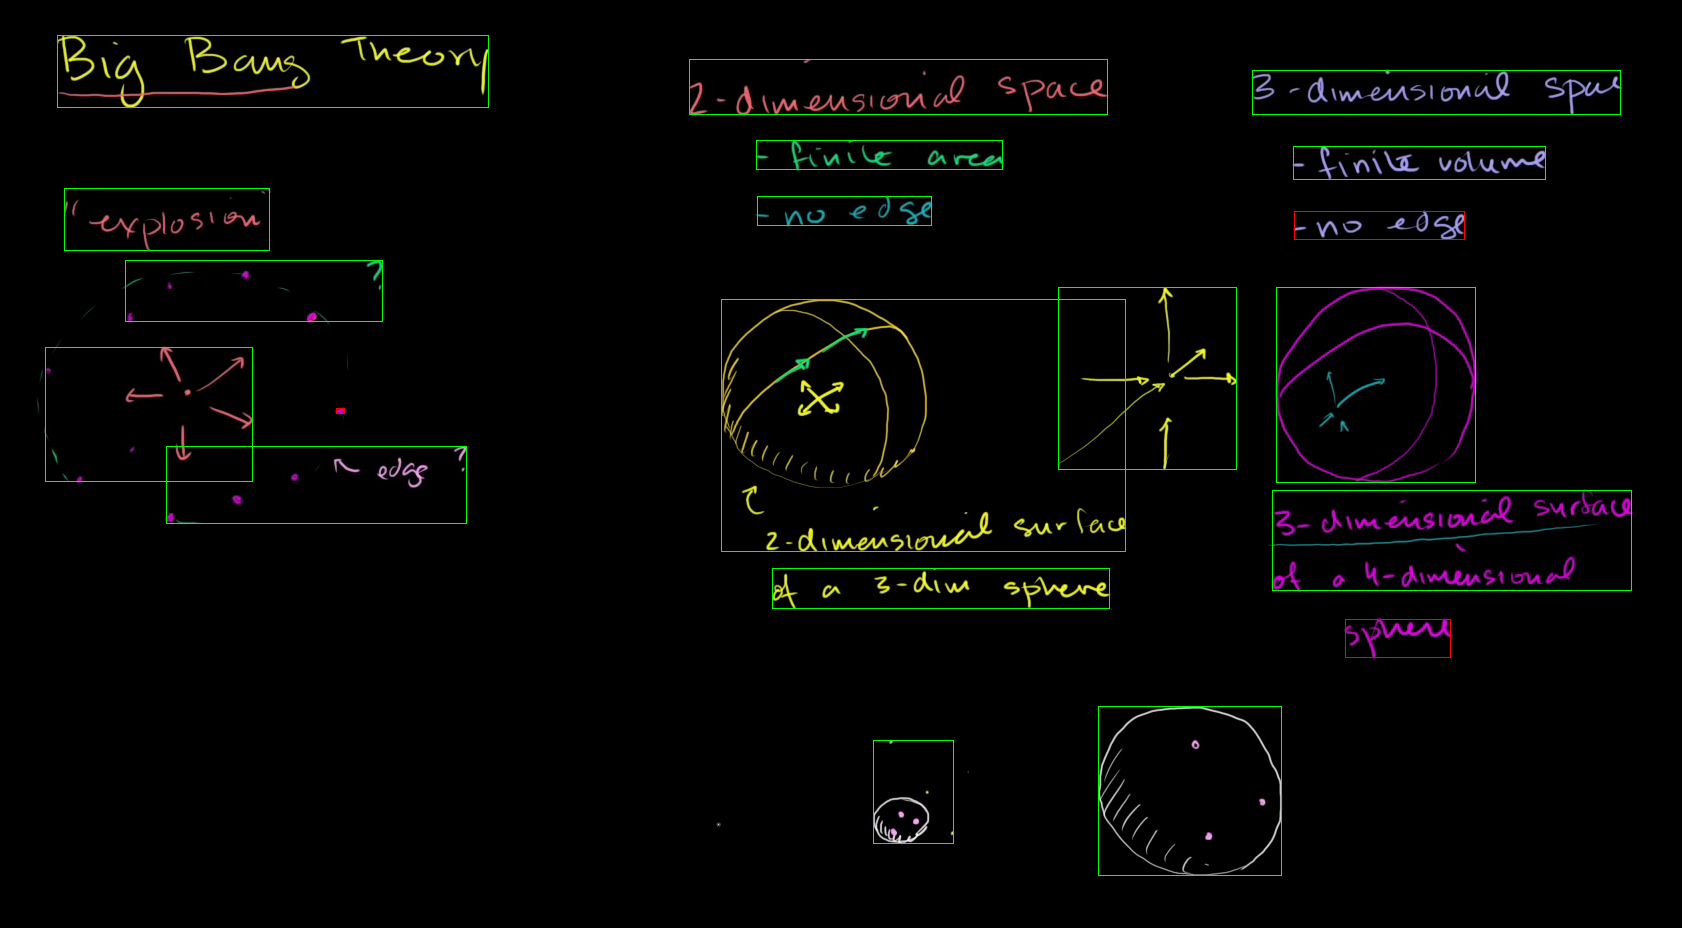 Big Bang Theory
"explosion"
?
edge ?
2-dimensional space
- finite area
- no edge
2-dimensional surface
of a 3-dim sphere
3-dimensional space
- finite volume
- no edge
3-dimensional surface
of a 4-dimensional
sphere